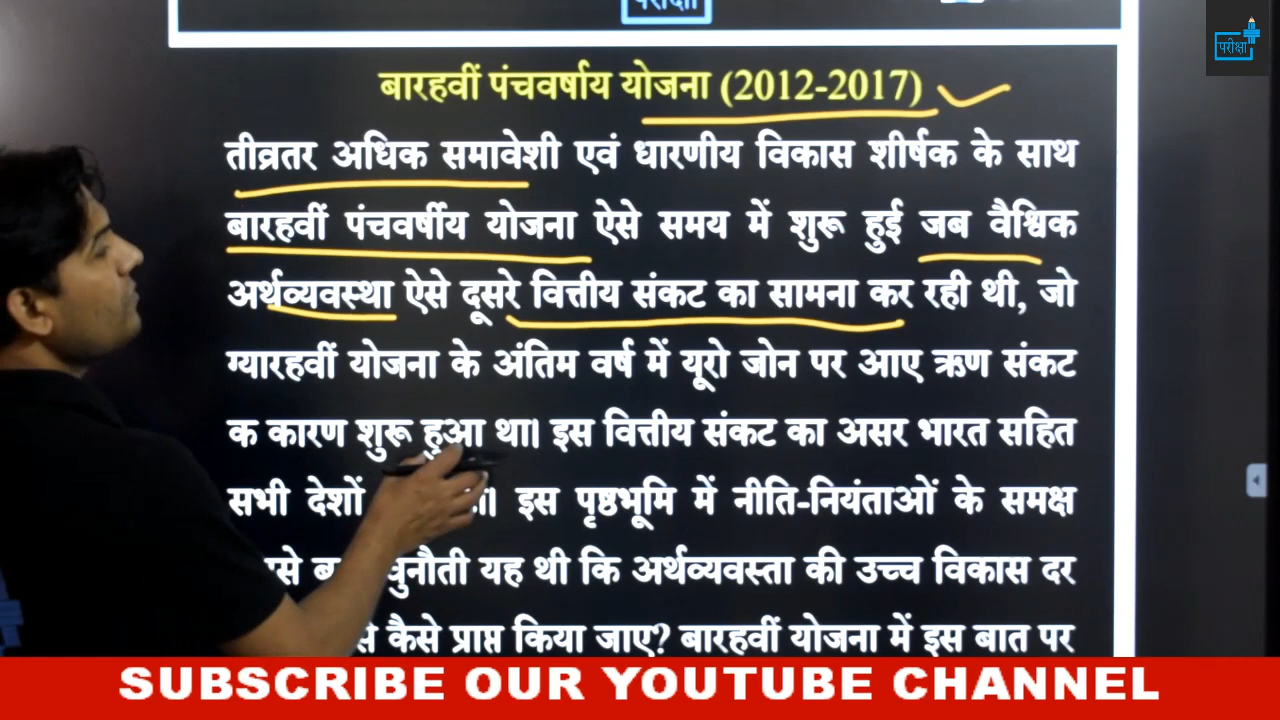 परीक्षा
परीक्षा
बारहवीं पंचवर्षाय योजना (2012-2017)
तीव्रतर अधिक समावेशी एवं धारणीय विकास शीर्षक के साथ
बारहवीं पंचवर्षीय योजना ऐसे समय में शुरू हुई जब वैश्विक
अर्थव्यवस्था ऐसे दूसरे वित्तीय संकट का सामना कर रही थी, जो
ग्यारहवीं योजना के अंतिम वर्ष में यूरो जोन पर आए ऋण संकट
क कारण शुरू हुआ था। इस वित्तीय संकट का असर भारत सहित
सभी देशों इस पृष्ठभूमि में नीति-नियंताओं के समक्ष
यह थी कि अर्थव्यवस्ता की उच्च विकास दर
कैसे प्राप्त किया जाए? बारहवीं योजना में इस बात पर
SUBSCRIBE OUR YOUTUBE CHANNEL